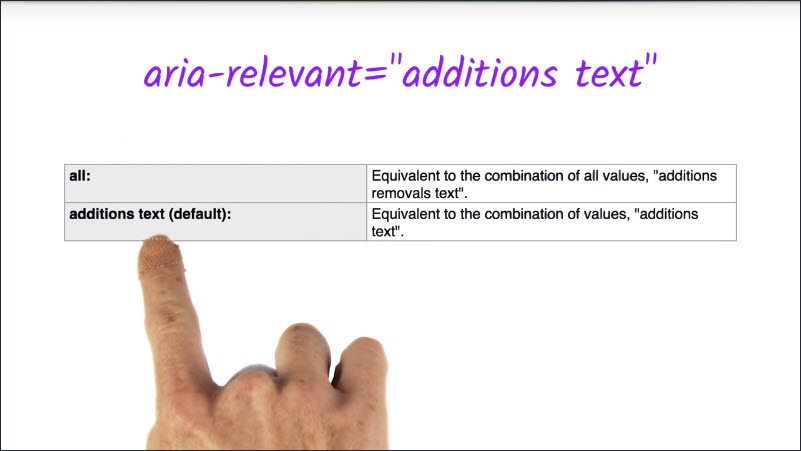 aria-relevant="additions text"
all:
Equivalent to the combination of all values, "additions
removals text".
additions text (default):
Equivalent to the combination of values, "additions
text".